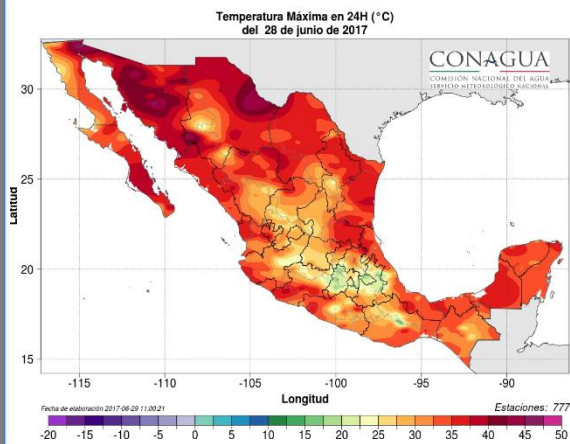 Temperatura Máxima en 24H (°C)
del 28 de junio de 2017
CONAGUA
COMISIÓN NACIONAL DEL AGUA
SERVICIO METEOROLÓGICO NACIONAL
Latitud
30
25
20
15
-115 -110 -105 -100 -95 -90
Longitud
Fecha de elaboración 2017-06-29 11:00:21
Estaciones: 777
-20 -15 -10 -5 0 5 10 15 20 25 30 35 40 45 50